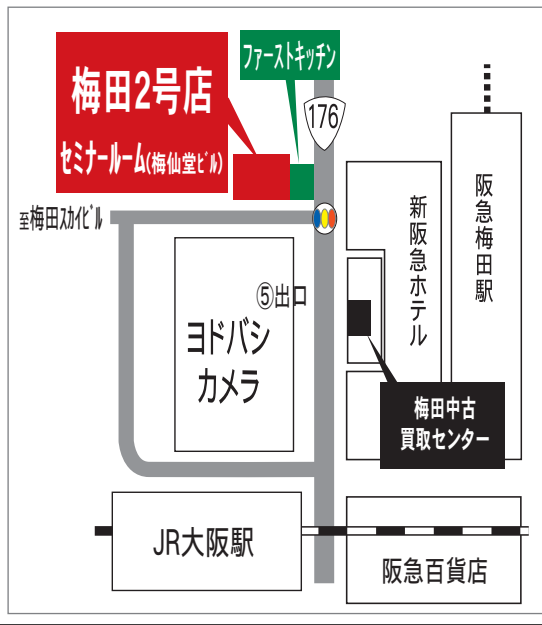 梅田2号店
セミナールーム(梅仙堂ビル)
ファーストキッチン
176
至梅田スカイビル
⑤出口
ヨドバシ
カメラ
新阪急ホテル
阪急梅田駅
梅田中古
買取センター
JR大阪駅
阪急百貨店